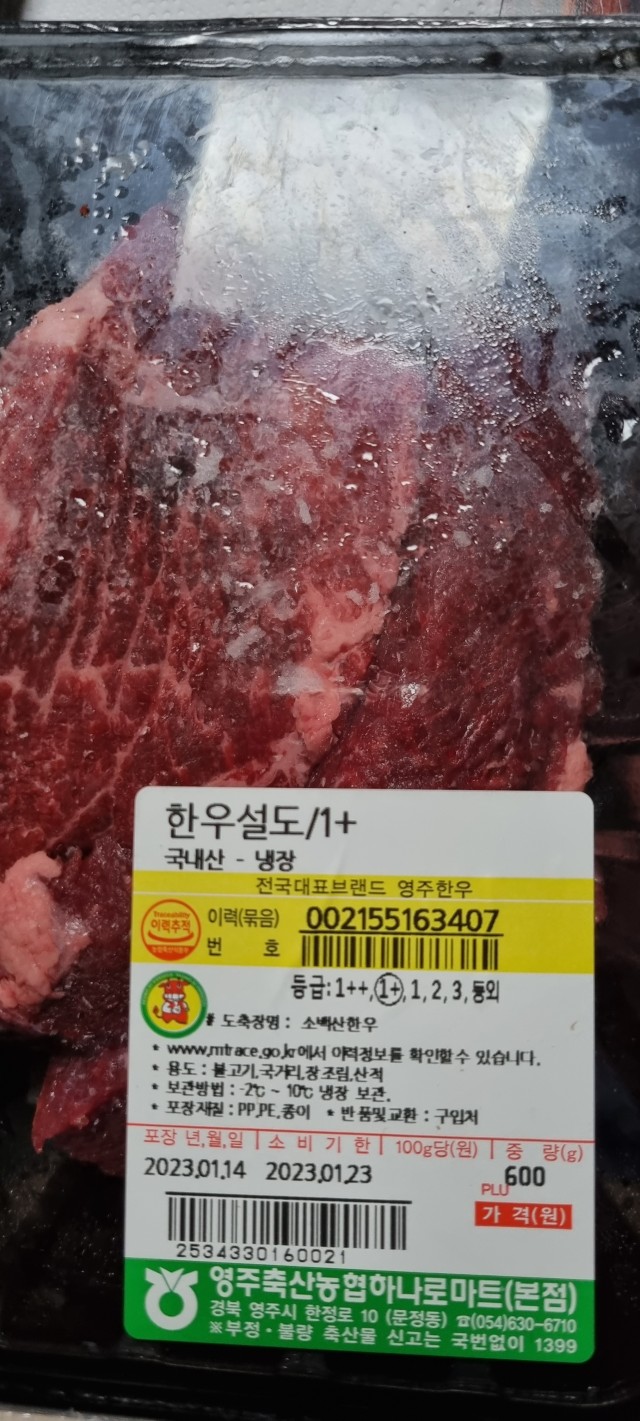 한우설도/1+
국내산 - 냉장
전국대표브랜드 영주한우
Traceability
이력추적
이력(묶음)
번 호
002155163407
등급:1++,1+,1,2,3,등외
# 도축장명 : 소백산한우
* www.mtrace.go.kr에서 이력정보를 확인할수 있습니다.
* 용도 : 불고기,국거리,장조림,산적
* 보관방법 : -2℃ ~ 10℃ 냉장 보관.
* 포장재질 : PP,PE,종이 * 반품및교환 : 구입처
포장 년,월,일 | 소 비 기 한 | 100g당(원) | 중 량(g)
2023.01.14 2023.01.23 600
PLU
가 격(원)
2534330160021
영주축산농협하나로마트(본점)
경북 영주시 한정로 10 (문정동) ☎(054)630-6710
※부정·불량 축산물 신고는 국번없이 1399